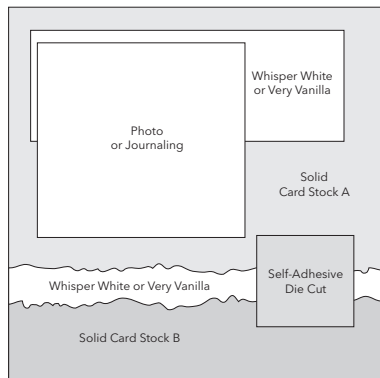 Whisper White
or Very Vanilla
Photo
or Journaling
Solid
Card Stock A
Self-Adhesive
Die Cut
Whisper White or Very Vanilla
Solid Card Stock B